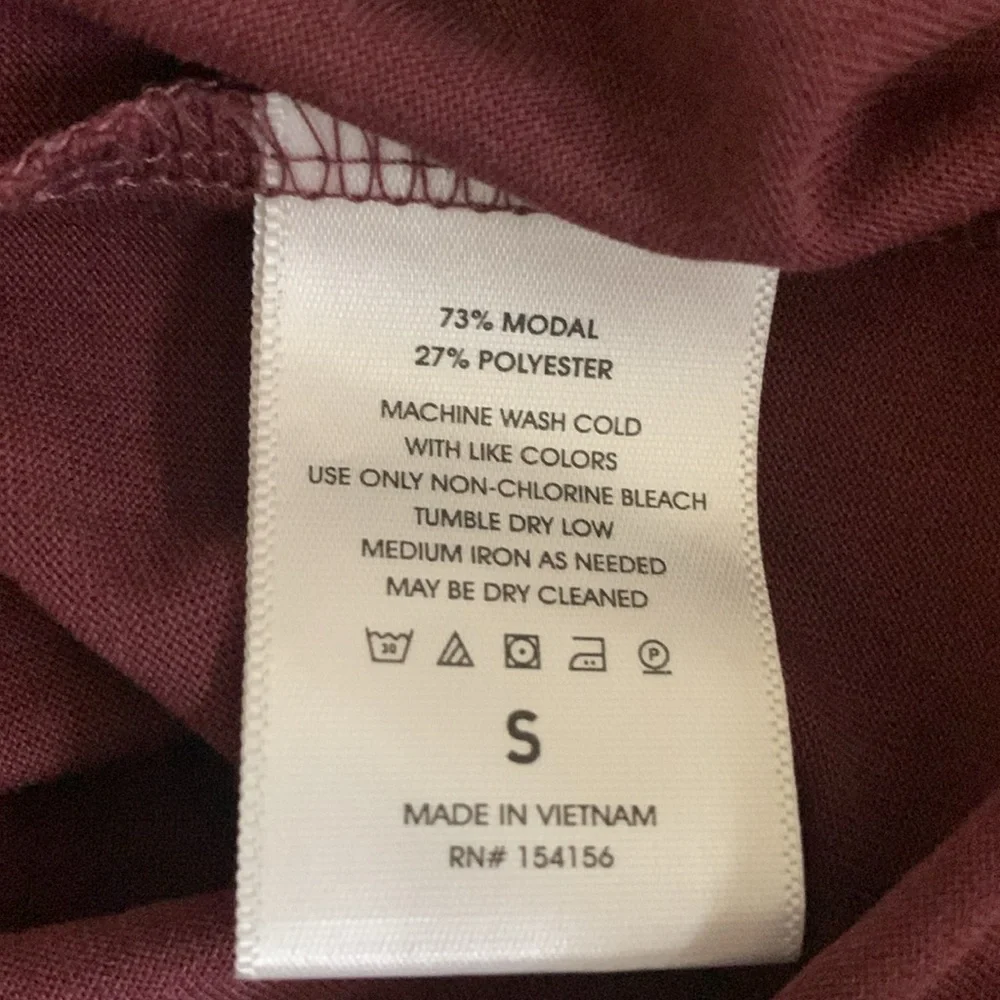 73% MODAL
27% POLYESTER
MACHINE WASH COLD
WITH LIKE COLORS
USE ONLY NON-CHLORINE BLEACH
TUMBLE DRY LOW
MEDIUM IRON AS NEEDED
MAY BE DRY CLEANED
30 P
S
MADE IN VIETNAM
RN# 154156